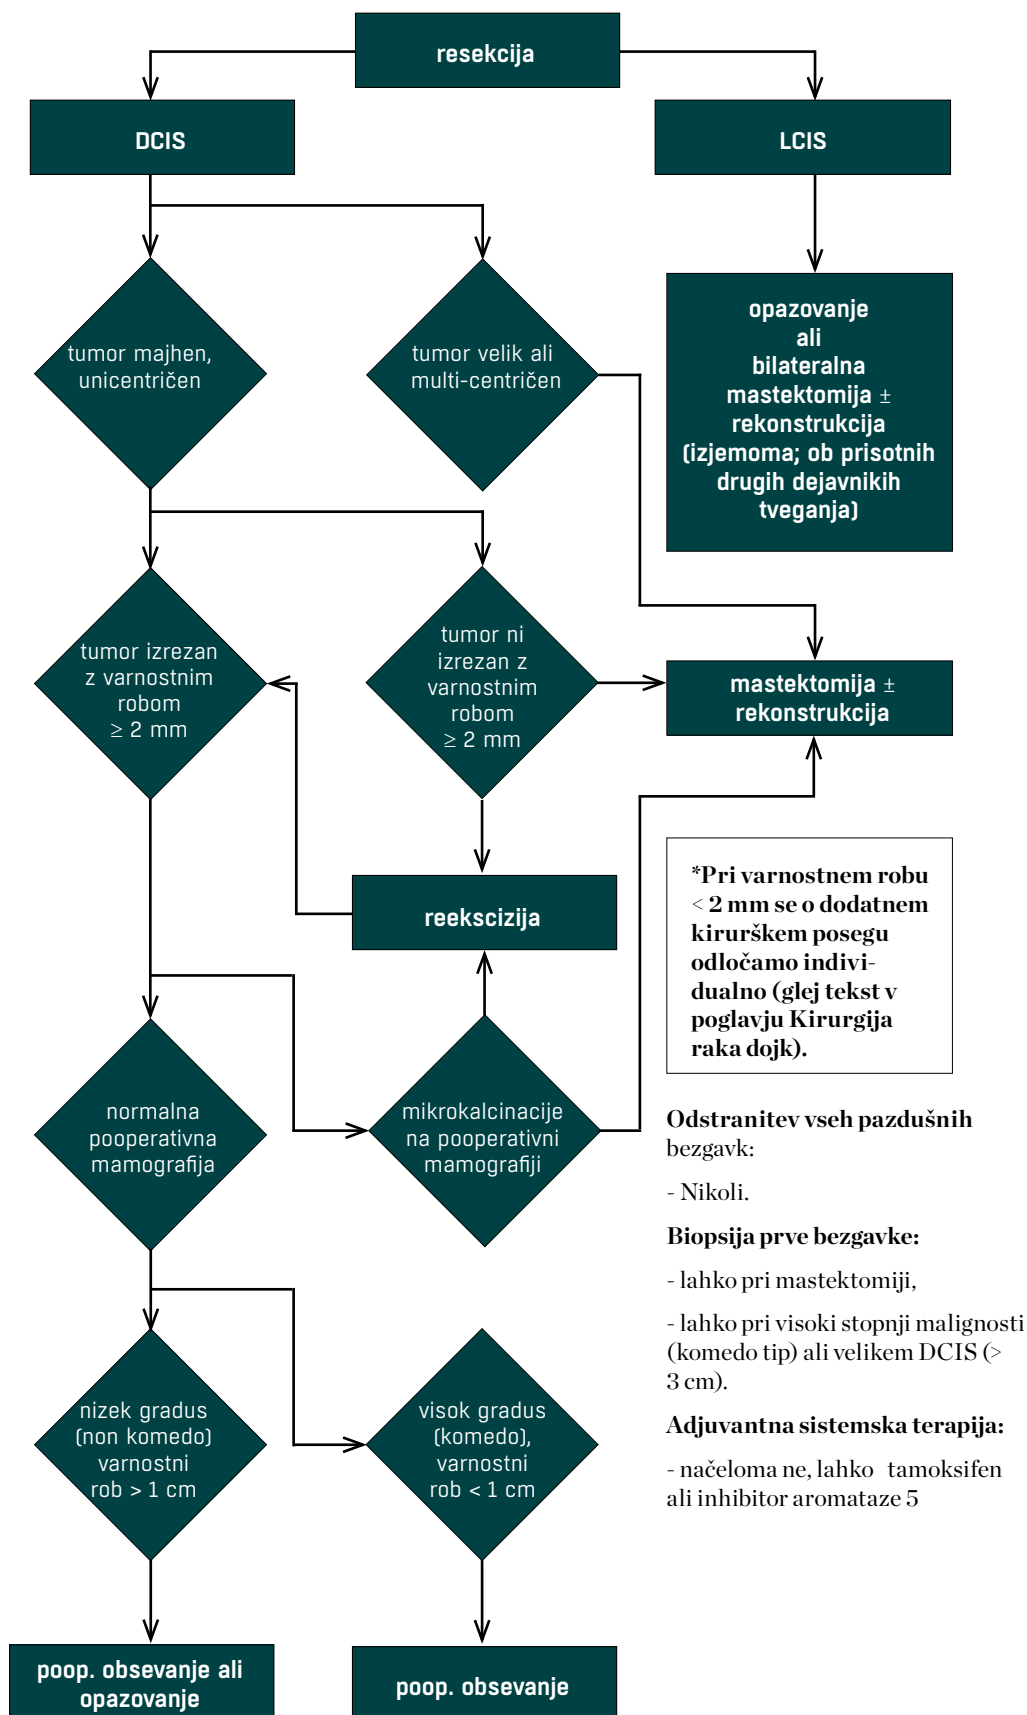 resekcija
DCIS
LCIS
tumor majhen,
unicentričen
tumor velik ali
multi-centričen
opazovanje
ali
bilateralna
mastektomija ±
rekonstrukcija
(izjemoma; ob prisotnih
drugih dejavnikih
tveganja)
tumor izrezan
z varnostnim
robom
≥ 2 mm
tumor ni
izrezan z
varnostnim
robom
≥ 2 mm
mastektomija ±
rekonstrukcija
reekscizija
*Pri varnostnem robu
< 2 mm se o dodatnem
kirurškem posegu
odločamo indivi-
dualno (glej tekst v
poglavju Kirurgija
raka dojk).
normalna
pooperativna
mamografija
mikrokalcinacije
na pooperativni
mamografiji
Odstranitev vseh pazdušnih
bezgavk:
- Nikoli.
Biopsija prve bezgavke:
- lahko pri mastektomiji,
- lahko pri visoki stopnji malignosti
(komedo tip) ali velikem DCIS (>
3 cm).
Adjuvantna sistemska terapija:
- načeloma ne, lahko tamoksifen
ali inhibitor aromataze 5
nizek gradus
(non komedo)
varnostni
rob > 1 cm
visok gradus
(komedo),
varnostni
rob < 1 cm
poop. obsevanje ali
opazovanje
poop. obsevanje